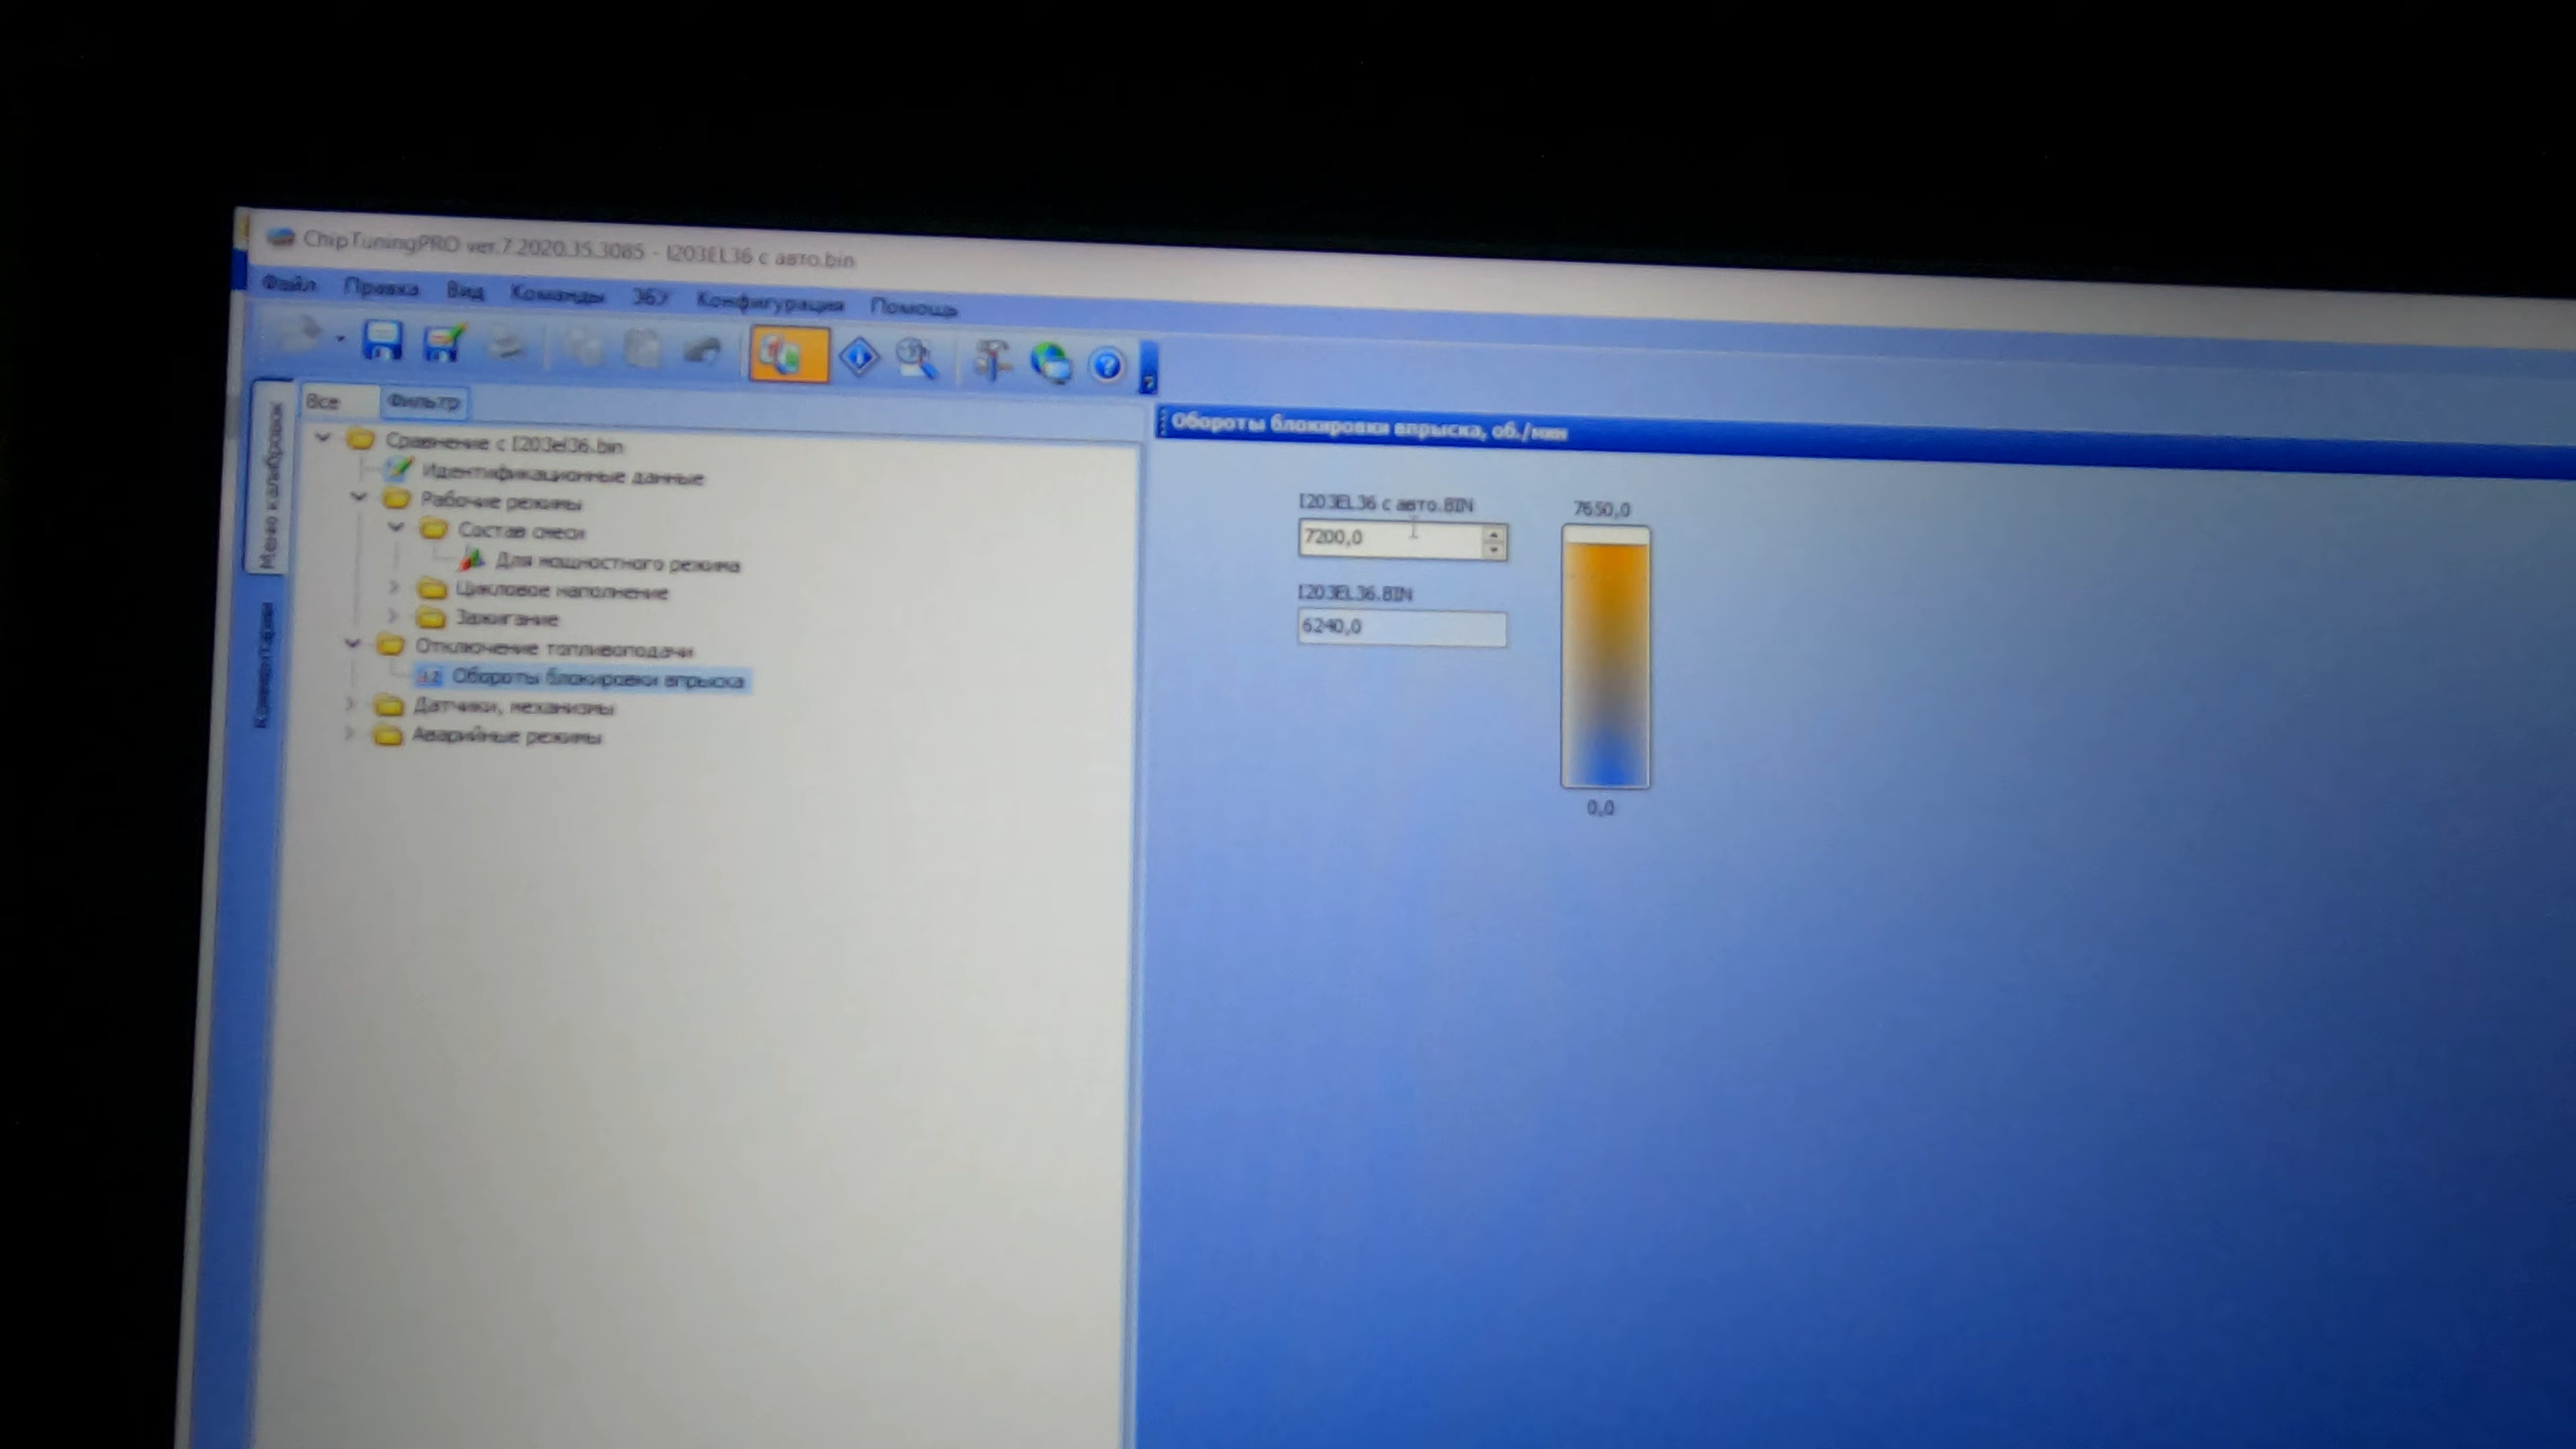 ChipTuningPRO ver.7.2020.35.3085 - I203EL36 с авто.bin
Файл Правка Вид Команды ЭБУ Конфигурация Помощь
Все Фильтр
Меню калибровок
Комментарии
Сравнение с I203el36.bin
Идентификационные данные
Рабочие режимы
Состав смеси
Для мощностного режима
Цикловое наполнение
Зажигание
Отключение топливоподачи
Обороты блокировки впрыска
Датчики, механизмы
Аварийные режимы
Обороты блокировки впрыска, об./мин
I203EL36 с авто.BIN
7200,0
I203EL36.BIN
6240,0
7650,0
0,0